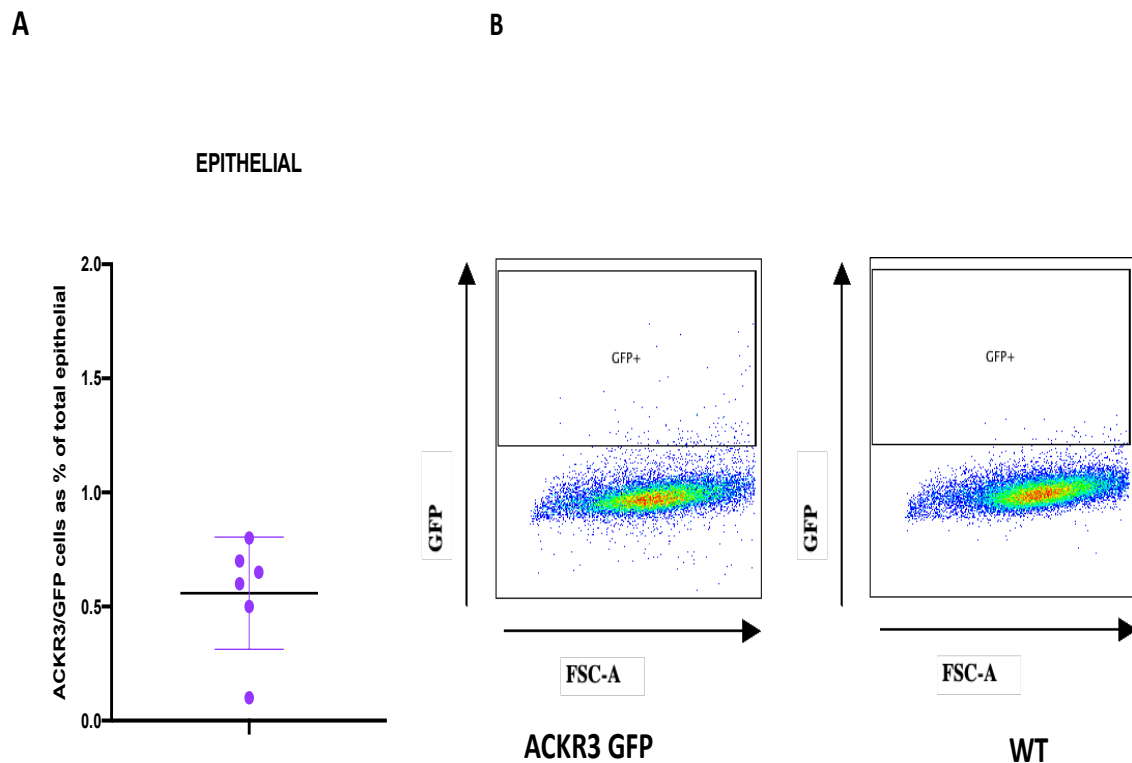 A
B
EPITHELIAL
ACKR3/GFP cells as % of total epithelial
2.0
1.5
1.0
0.5
0.0
GFP+
GFP
FSC-A
ACKR3 GFP
GFP+
GFP
FSC-A
WT